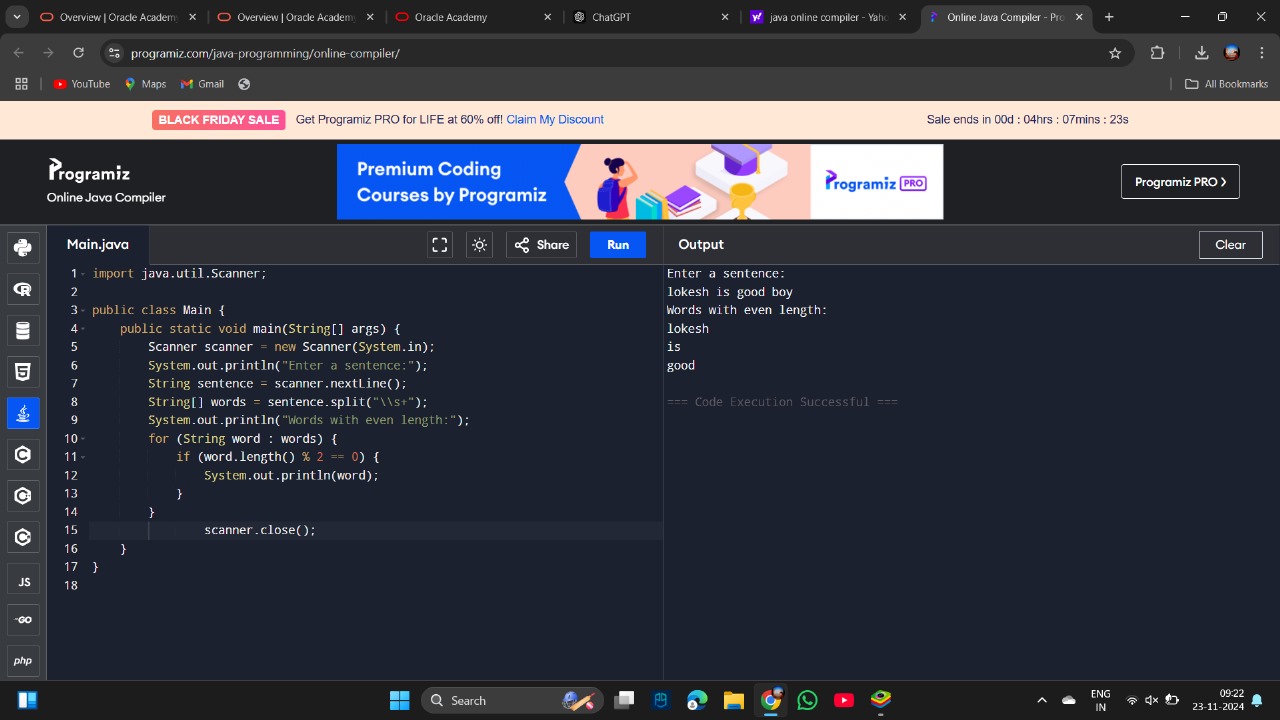 Overview | Oracle Academy
Overview | Oracle Academy
Oracle Academy
ChatGPT
java online compiler - Yaho
Online Java Compiler - Pro
programiz.com/java-programming/online-compiler/
YouTube
Maps
Gmail
All Bookmarks
BLACK FRIDAY SALE Get Programiz PRO for LIFE at 60% off! Claim My Discount
Sale ends in 00d : 04hrs : 07mins : 23s
Programiz
Online Java Compiler
Premium Coding
Courses by Programiz
Programiz PRO
Programiz PRO >
Main.java
Share
Run
Output
Clear
1 import java.util.Scanner;
2
3 public class Main {
4 public static void main(String[] args) {
5 Scanner scanner = new Scanner(System.in);
6 System.out.println("Enter a sentence:");
7 String sentence = scanner.nextLine();
8 String[] words = sentence.split("\\s+");
9 System.out.println("Words with even length:");
10 for (String word : words) {
11 if (word.length() % 2 == 0) {
12 System.out.println(word);
13 }
14 }
15 scanner.close();
16 }
17 }
18
Enter a sentence:
lokesh is good boy
Words with even length:
lokesh
is
good
=== Code Execution Successful ===
JS
GO
php
Search
ENG
IN
09:22
23-11-2024